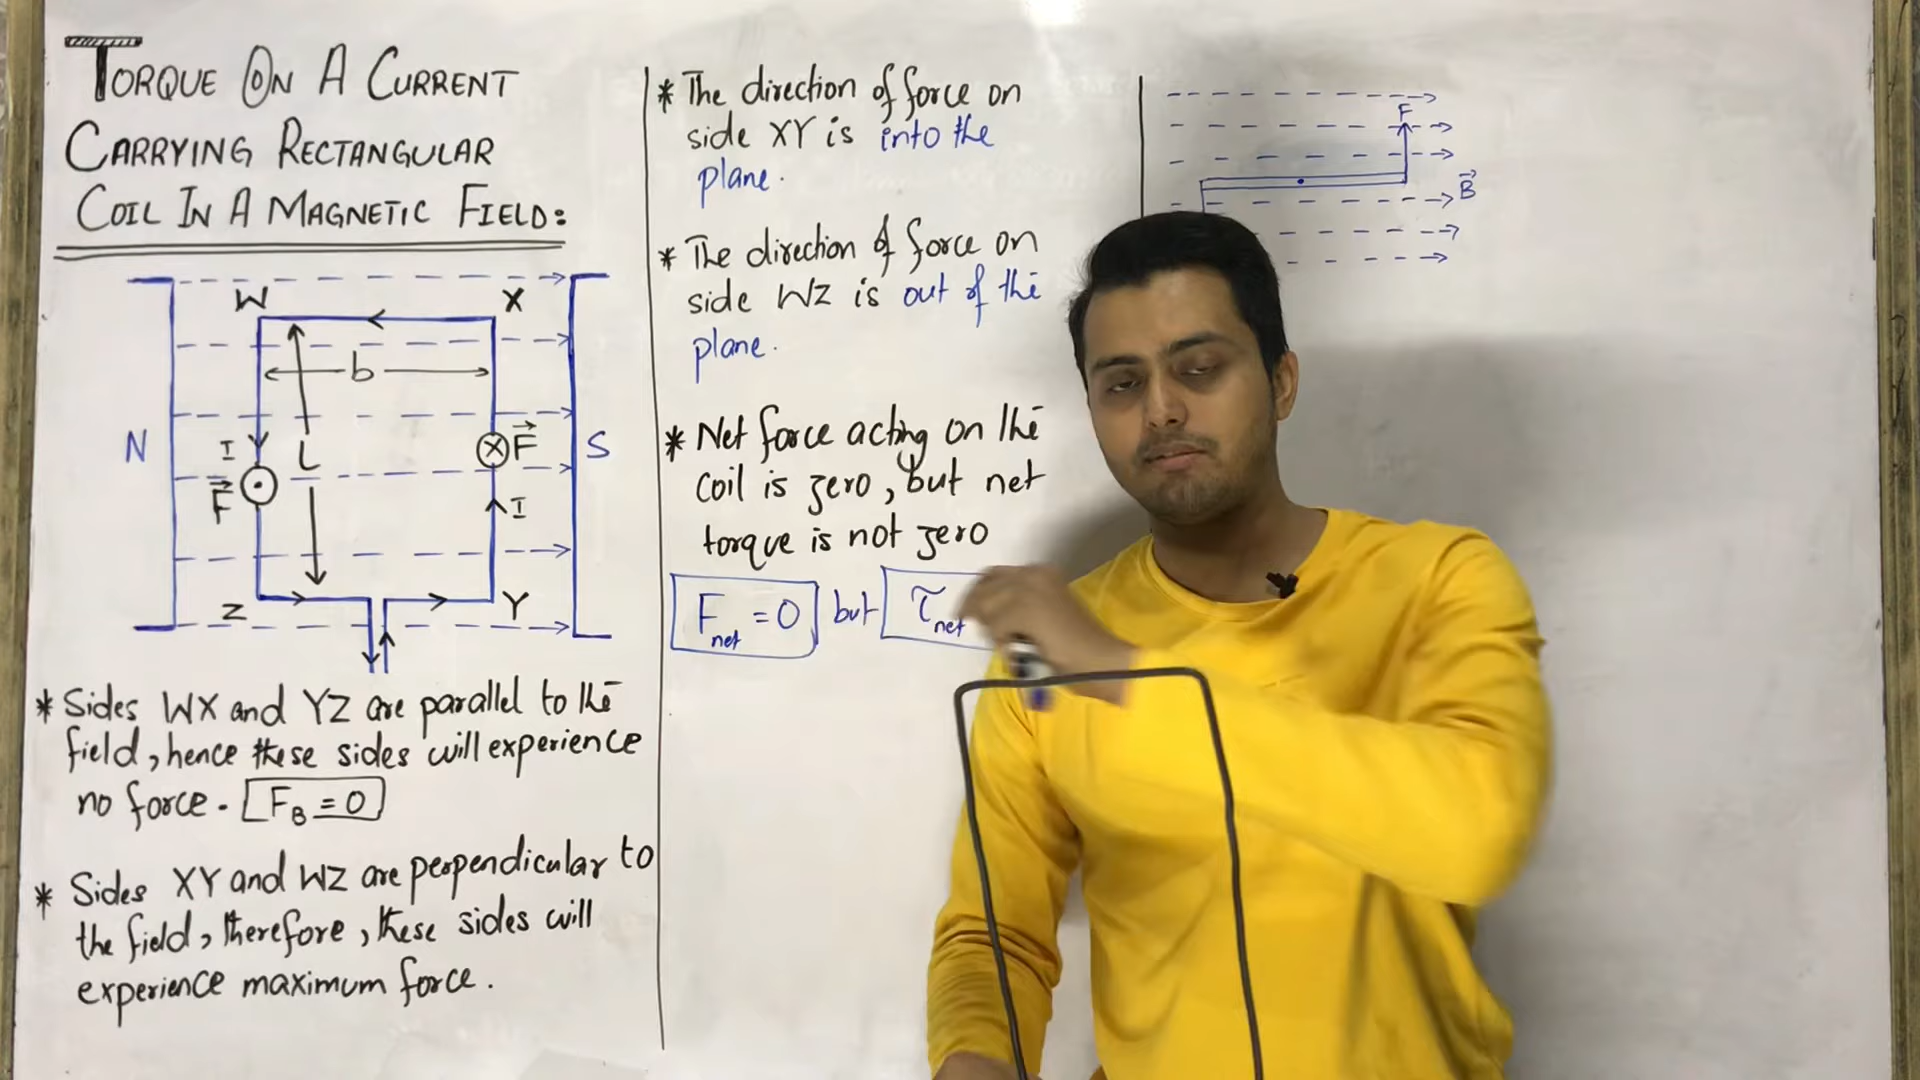 TORQUE ON A CURRENT
CARRYING RECTANGULAR
COIL IN A MAGNETIC FIELD:
W
X
b
N
I
L
F
S
F
I
Z
Y
* Sides WX and YZ are parallel to the
field, hence these sides will experience
no force. F_B = 0
* Sides XY and WZ are perpendicular to
the field, therefore, these sides will
experience maximum force.
* The direction of force on
side XY is into the
plane.
* The direction of force on
side WZ is out of the
plane.
* Net force acting on the
coil is zero, but net
torque is not zero
F_net = 0 but τ_net
F
B